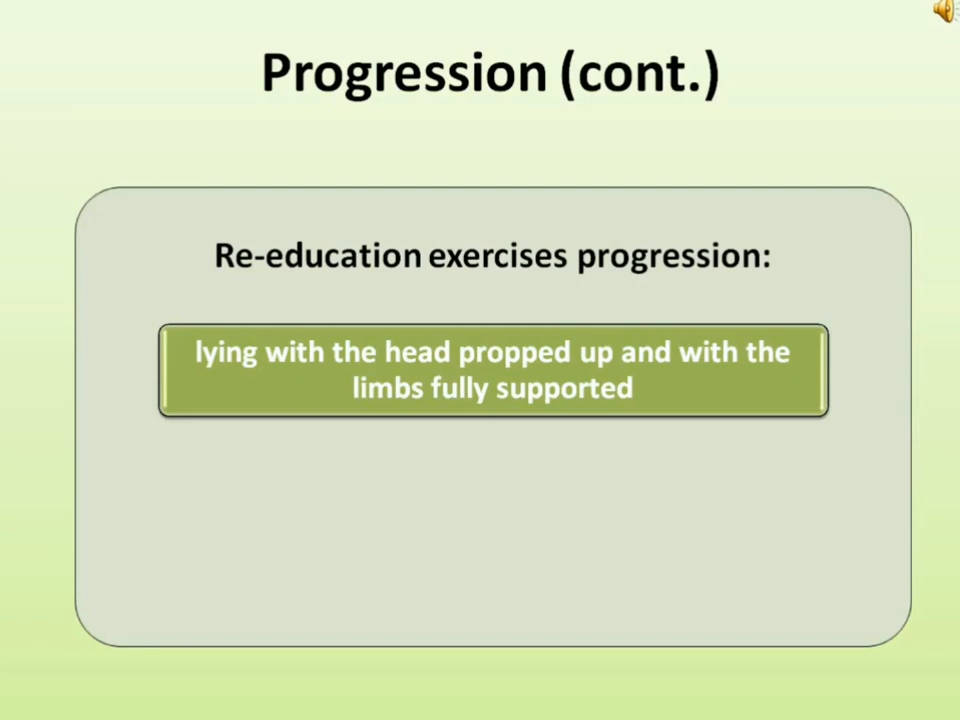 Progression (cont.)
Re-education exercises progression:
lying with the head propped up and with the
limbs fully supported